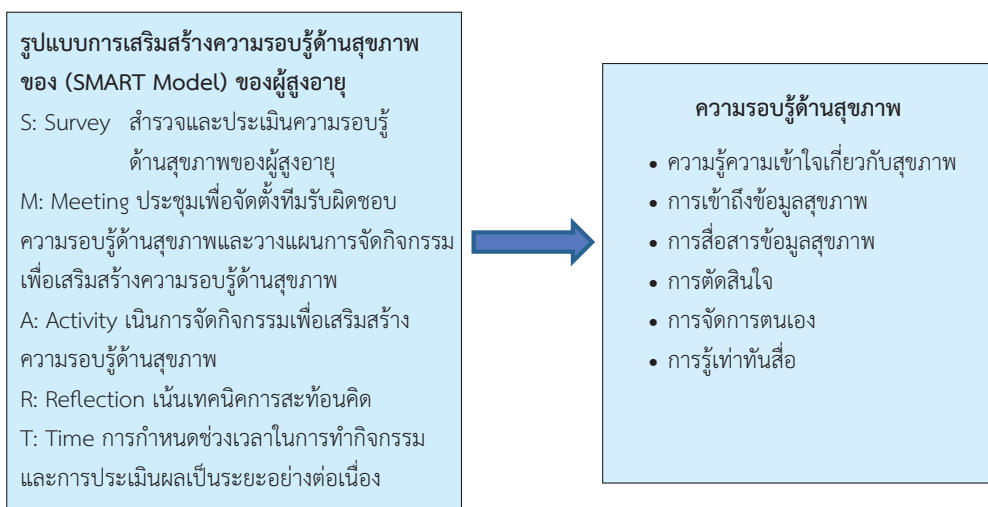 รูปแบบการเสริมสร้างความรอบรู้ด้านสุขภาพ
ของ (SMART Model) ของผู้สูงอายุ
S: Survey สำรวจและประเมินความรอบรู้
ด้านสุขภาพของผู้สูงอายุ
M: Meeting ประชุมเพื่อจัดตั้งทีมรับผิดชอบ
ความรอบรู้ด้านสุขภาพและวางแผนการจัดกิจกรรม
เพื่อเสริมสร้างความรอบรู้ด้านสุขภาพ
A: Activity เนินการจัดกิจกรรมเพื่อเสริมสร้าง
ความรอบรู้ด้านสุขภาพ
R: Reflection เน้นเทคนิคการสะท้อนคิด
T: Time การกำหนดช่วงเวลาในการทำกิจกรรม
และการประเมินผลเป็นระยะอย่างต่อเนื่อง
ความรอบรู้ด้านสุขภาพ
• ความรู้ความเข้าใจเกี่ยวกับสุขภาพ
• การเข้าถึงข้อมูลสุขภาพ
• การสื่อสารข้อมูลสุขภาพ
• การตัดสินใจ
• การจัดการตนเอง
• การรู้เท่าทันสื่อ